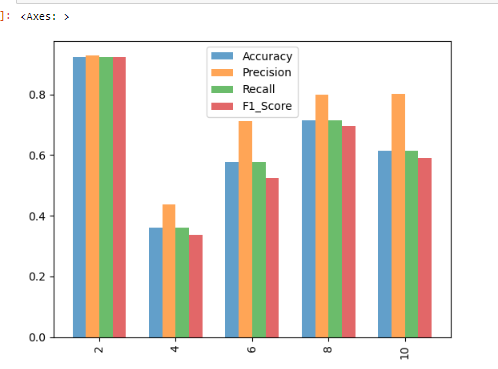 ]: <Axes: >
Accuracy
Precision
Recall
F1_Score
0.8
0.6
0.4
0.2
0.0
2 4 6 8 10